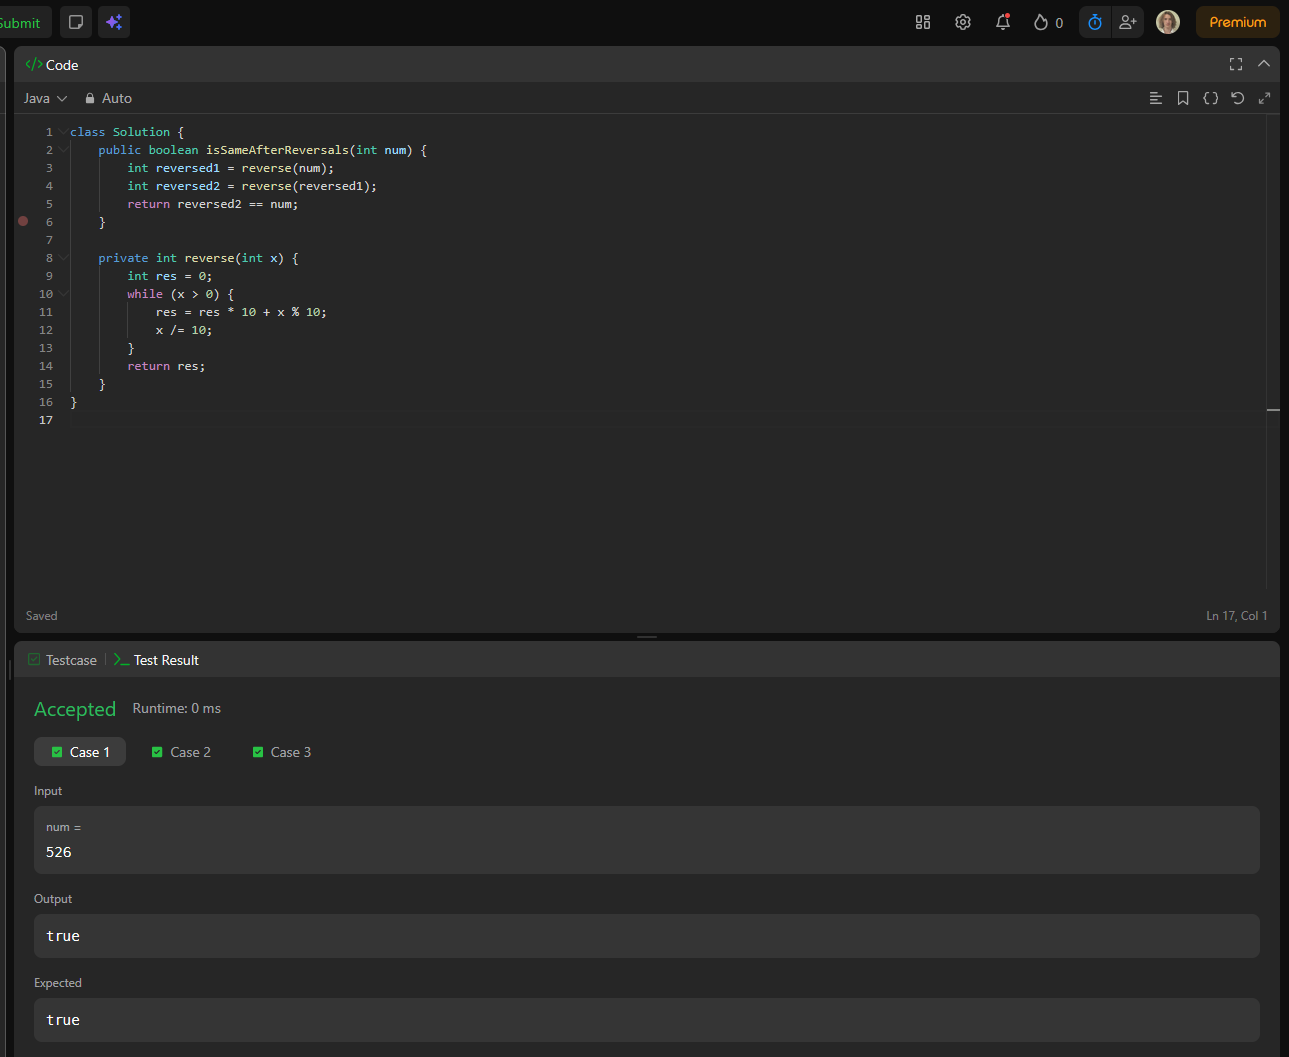 Submit
0
Premium
</> Code
Java Auto
1 class Solution {
2 public boolean isSameAfterReversals(int num) {
3 int reversed1 = reverse(num);
4 int reversed2 = reverse(reversed1);
5 return reversed2 == num;
6 }
7
8 private int reverse(int x) {
9 int res = 0;
10 while (x > 0) {
11 res = res * 10 + x % 10;
12 x /= 10;
13 }
14 return res;
15 }
16 }
17
Saved Ln 17, Col 1
Testcase | >_ Test Result
Accepted Runtime: 0 ms
Case 1 Case 2 Case 3
Input
num =
526
Output
true
Expected
true